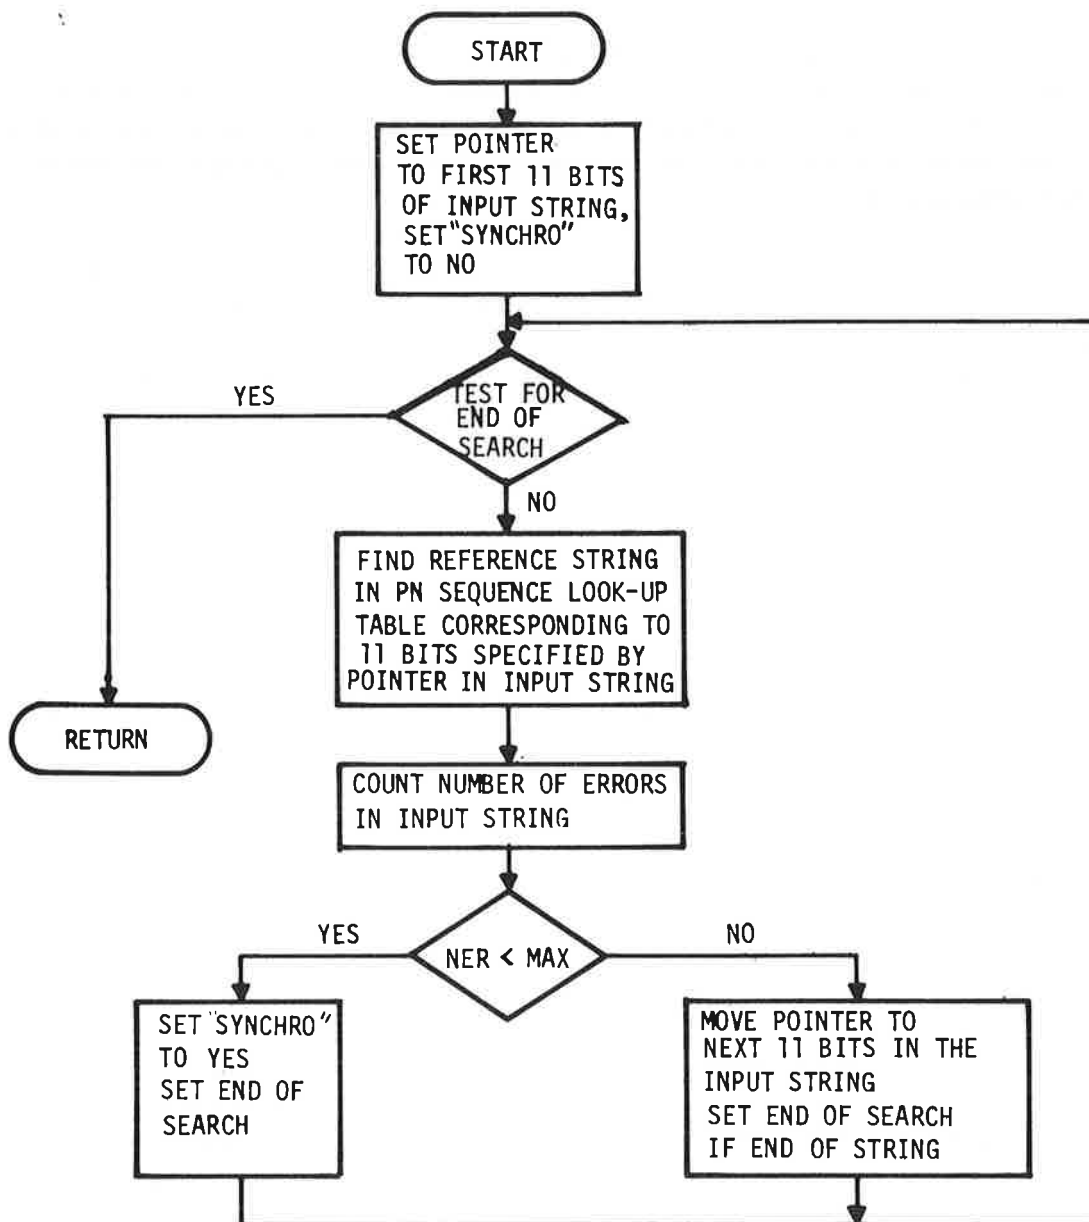 START
SET POINTER
TO FIRST 11 BITS
OF INPUT STRING,
SET "SYNCHRO"
TO NO
YES
TEST FOR
END OF
SEARCH
NO
FIND REFERENCE STRING
IN PN SEQUENCE LOOK-UP
TABLE CORRESPONDING TO
11 BITS SPECIFIED BY
POINTER IN INPUT STRING
RETURN
COUNT NUMBER OF ERRORS
IN INPUT STRING
YES
NER < MAX
NO
SET "SYNCHRO"
TO YES
SET END OF
SEARCH
MOVE POINTER TO
NEXT 11 BITS IN THE
INPUT STRING
SET END OF SEARCH
IF END OF STRING